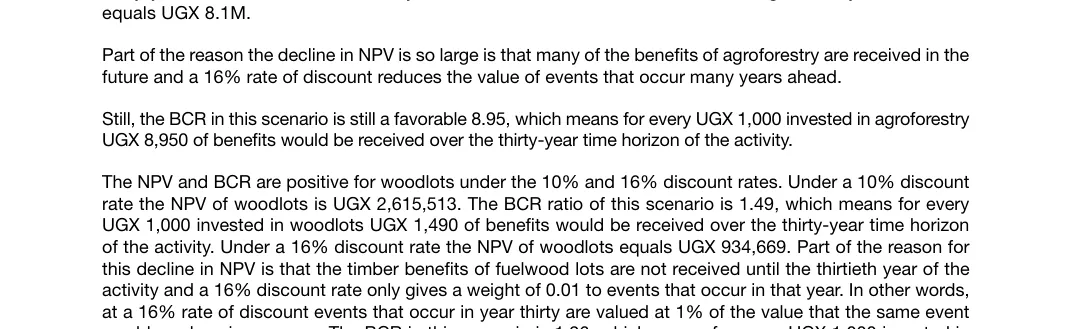 equals UGX 8.1M.
Part of the reason the decline in NPV is so large is that many of the benefits of agroforestry are received in the
future and a 16% rate of discount reduces the value of events that occur many years ahead.
Still, the BCR in this scenario is still a favorable 8.95, which means for every UGX 1,000 invested in agroforestry
UGX 8,950 of benefits would be received over the thirty-year time horizon of the activity.
The NPV and BCR are positive for woodlots under the 10% and 16% discount rates. Under a 10% discount
rate the NPV of woodlots is UGX 2,615,513. The BCR ratio of this scenario is 1.49, which means for every
UGX 1,000 invested in woodlots UGX 1,490 of benefits would be received over the thirty-year time horizon
of the activity. Under a 16% discount rate the NPV of woodlots equals UGX 934,669. Part of the reason for
this decline in NPV is that the timber benefits of fuelwood lots are not received until the thirtieth year of the
activity and a 16% discount rate only gives a weight of 0.01 to events that occur in that year. In other words,
at a 16% rate of discount events that occur in year thirty are valued at 1% of the value that the same event